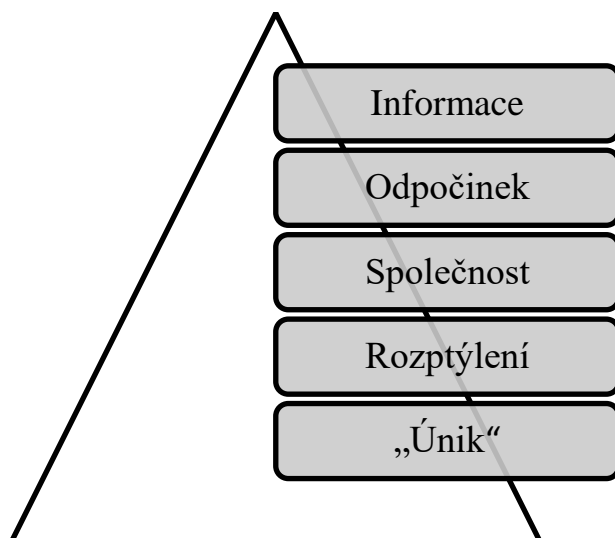 Informace
Odpočinek
Společnost
Rozptýlení
„Únik“